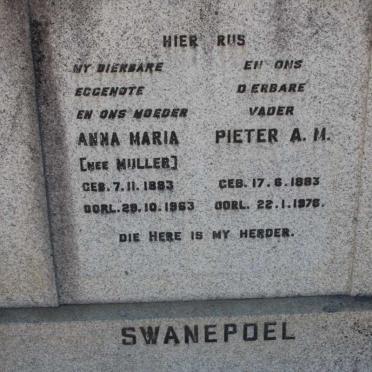 HIER RUS
MY DIERBARE
EGGENOTE
EN ONS MOEDER
ANNA MARIA
[NEE MULLER]
GEB. 7. 11. 1893
OORL. 29. 10. 1963
EN ONS
DIERBARE
VADER
PIETER A. M.
GEB. 17. 6. 1883
OORL. 22. 1. 1976.
DIE HERE IS MY HERDER.
SWANEPOEL